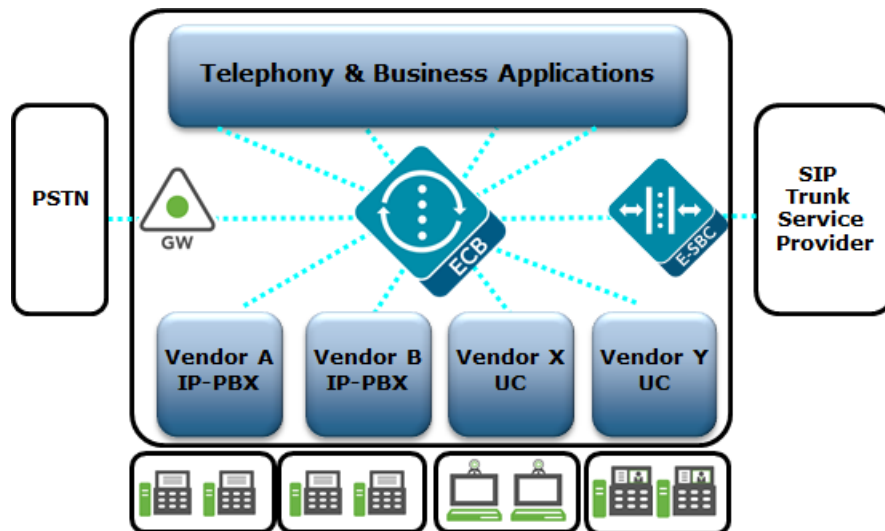 Telephony & Business Applications
PSTN
GW
ECB
E-SBC
SIP
Trunk
Service
Provider
Vendor A
IP-PBX
Vendor B
IP-PBX
Vendor X
UC
Vendor Y
UC